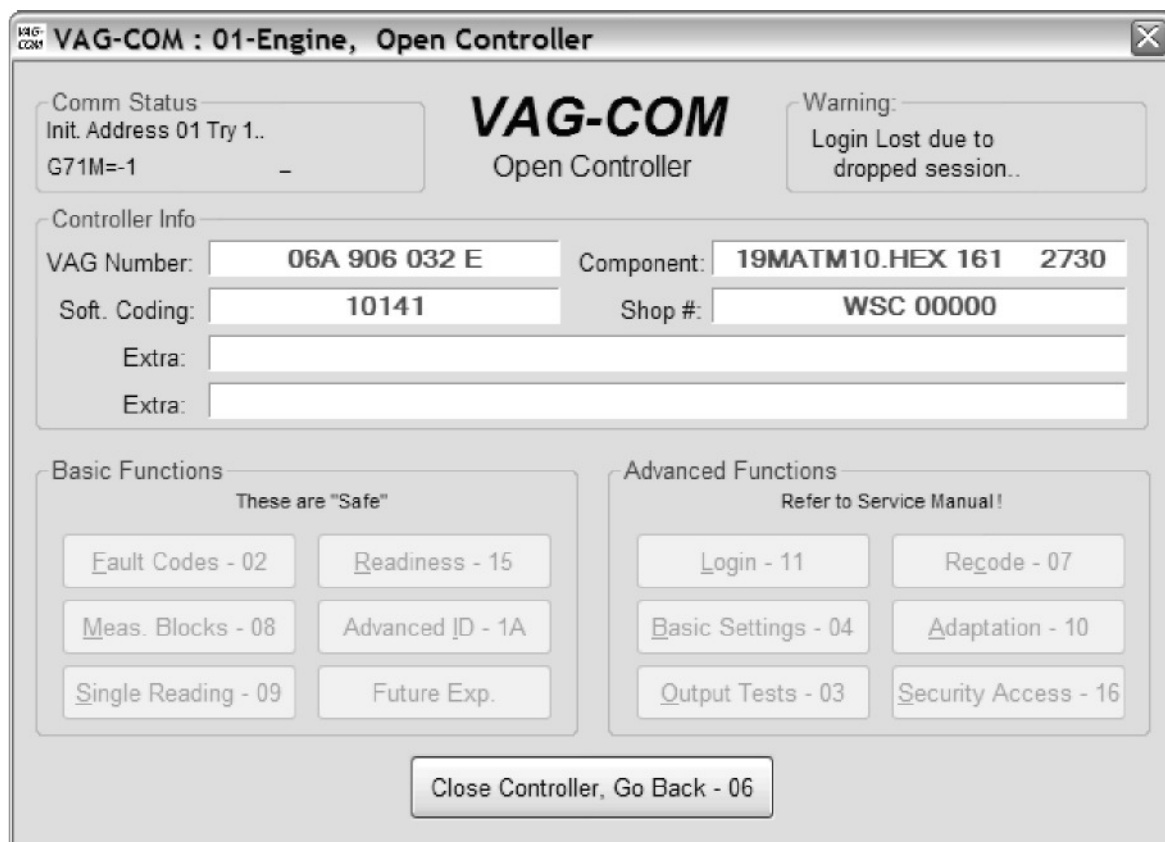 VAG-COM
VAG-COM : 01-Engine, Open Controller
Comm Status
Init. Address 01 Try 1..
G71M=-1 _
VAG-COM
Open Controller
Warning:
Login Lost due to
dropped session..
Controller Info
VAG Number: 06A 906 032 E Component: 19MATM10.HEX 161 2730
Soft. Coding: 10141 Shop #: WSC 00000
Extra:
Extra:
Basic Functions
These are "Safe"
Fault Codes - 02 Readiness - 15
Meas. Blocks - 08 Advanced ID - 1A
Single Reading - 09 Future Exp.
Advanced Functions
Refer to Service Manual!
Login - 11 Recode - 07
Basic Settings - 04 Adaptation - 10
Output Tests - 03 Security Access - 16
Close Controller, Go Back - 06